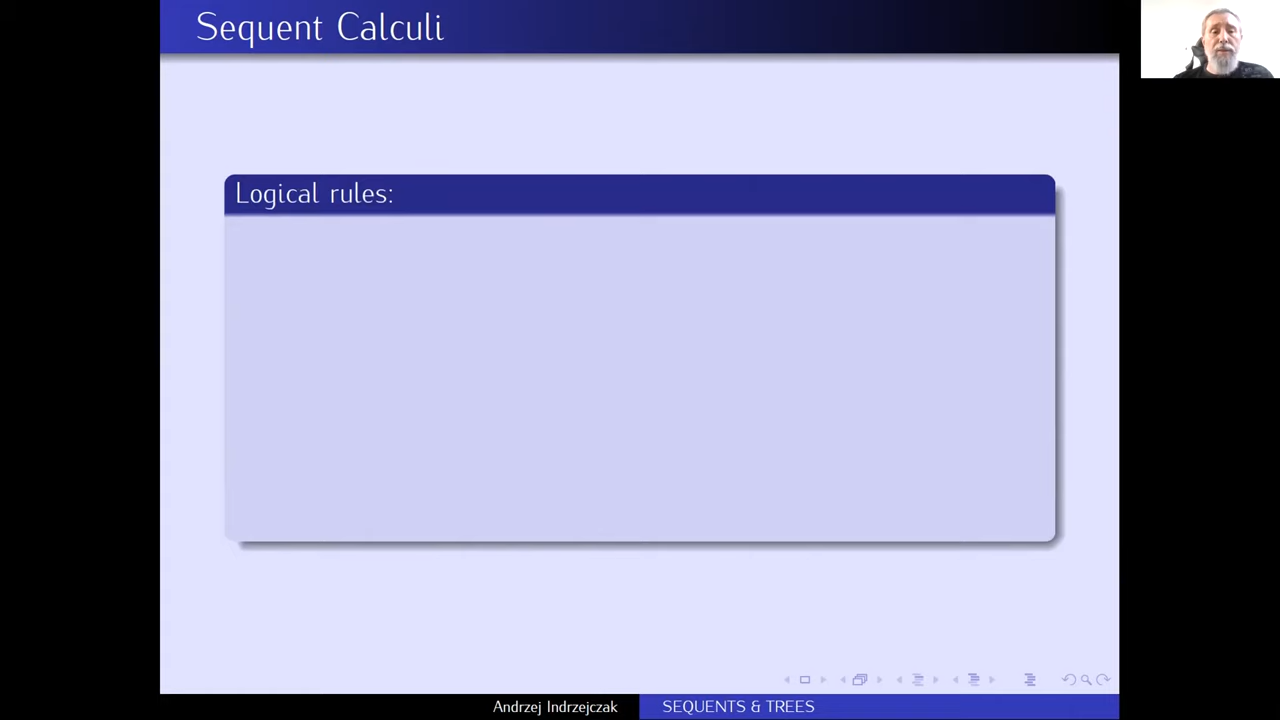 Sequent Calculi
Logical rules:
Andrzej Indrzejczak
SEQUENTS & TREES